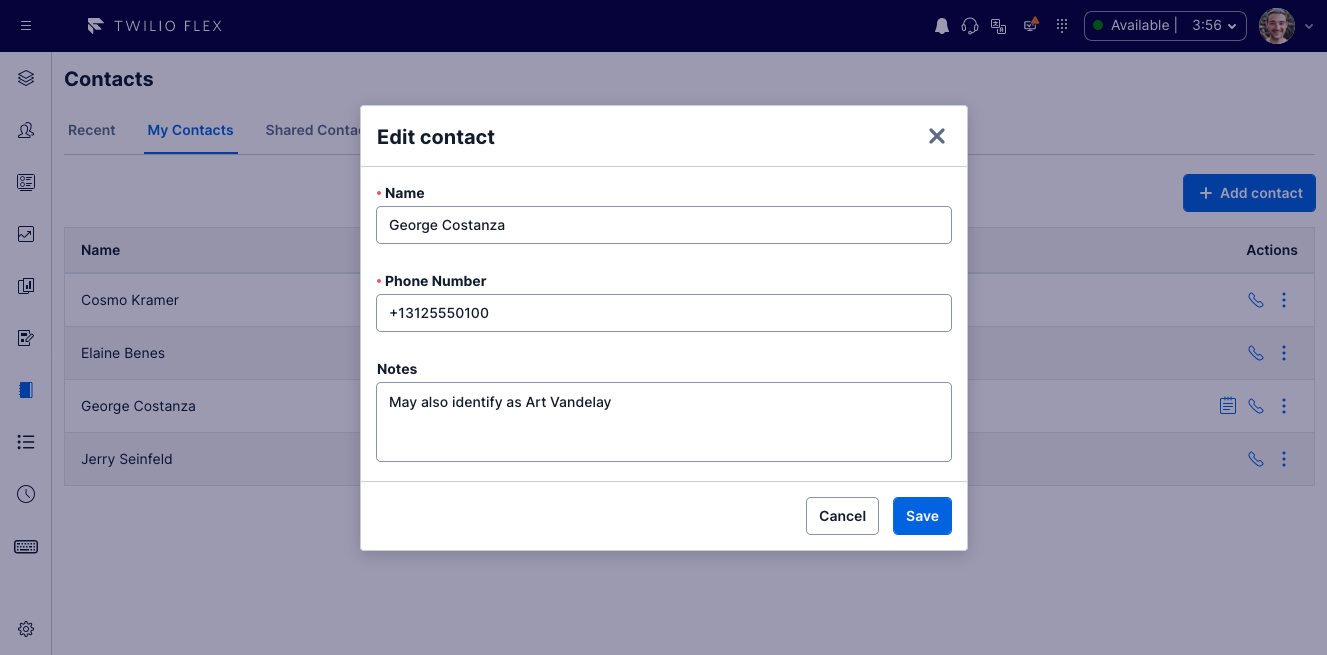 TWILIO FLEX
Available | 3:56
Contacts
Recent
My Contacts
Shared
Add contact
Name
Actions
Cosmo Kramer
Elaine Benes
George Costanza
Jerry Seinfeld
Edit contact
• Name
George Costanza
• Phone Number
+13125550100
Notes
May also identify as Art Vandelay
Cancel
Save